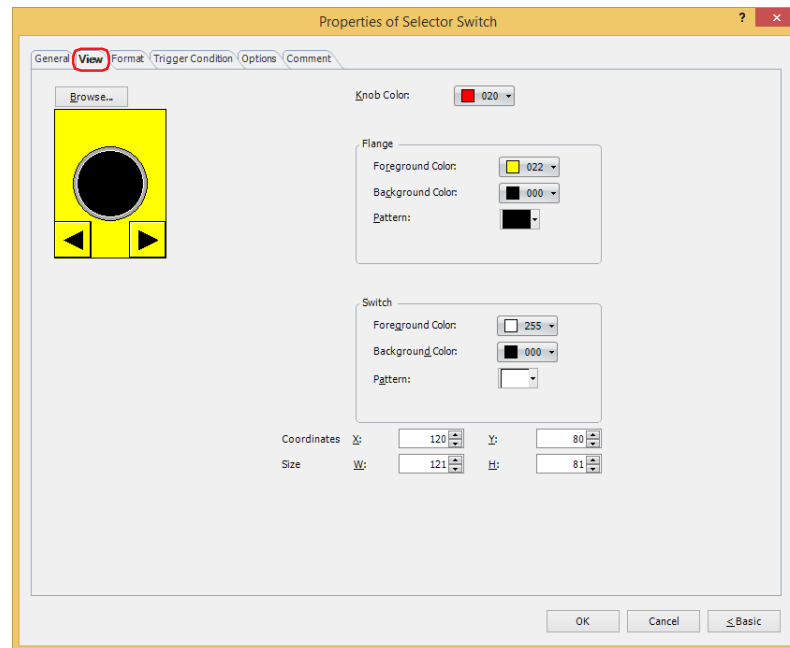 Properties of Selector Switch
? ×
General View Format Trigger Condition Options Comment
Browse...
Knob Color: 020
Flange
Foreground Color: 022
Background Color: 000
Pattern:
Switch
Foreground Color: 255
Background Color: 000
Pattern:
Coordinates X: 120 Y: 80
Size W: 121 H: 81
OK Cancel < Basic